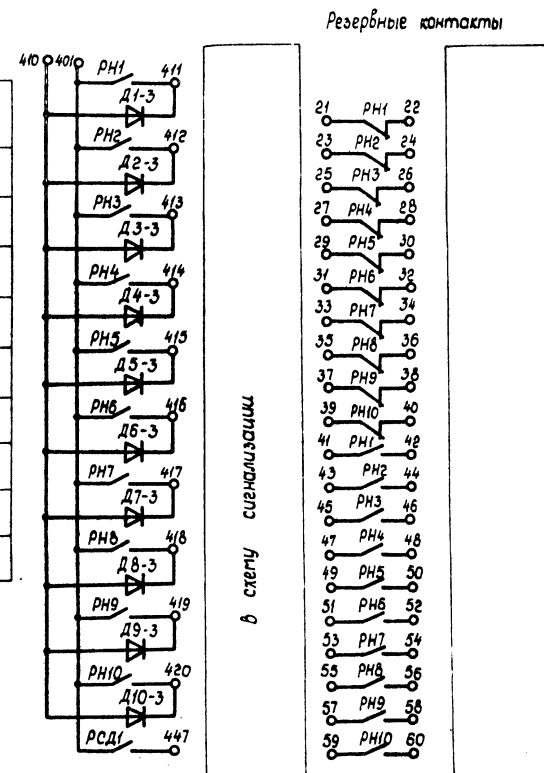 Резервные контакты
410 401 РН1 411
Д1-3
РН2 412
Д2-3
РН3 413
Д3-3
РН4 414
Д4-3
РН5 415
Д5-3
РН6 416
Д6-3
РН7 417
Д7-3
РН8 418
Д8-3
РН9 419
Д9-3
РН10 420
Д10-3
РСД1 447
в схему сигнализации
21 РН1 22
23 РН2 24
25 РН3 26
27 РН4 28
29 РН5 30
31 РН6 32
33 РН7 34
35 РН8 36
37 РН9 38
39 РН10 40
41 РН1 42
43 РН2 44
45 РН3 46
47 РН4 48
49 РН5 50
51 РН6 52
53 РН7 54
55 РН8 56
57 РН9 58
59 РН10 60